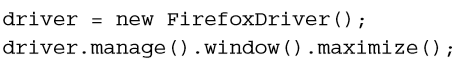 driver = new FirefoxDriver();
driver.manage().window().maximize();